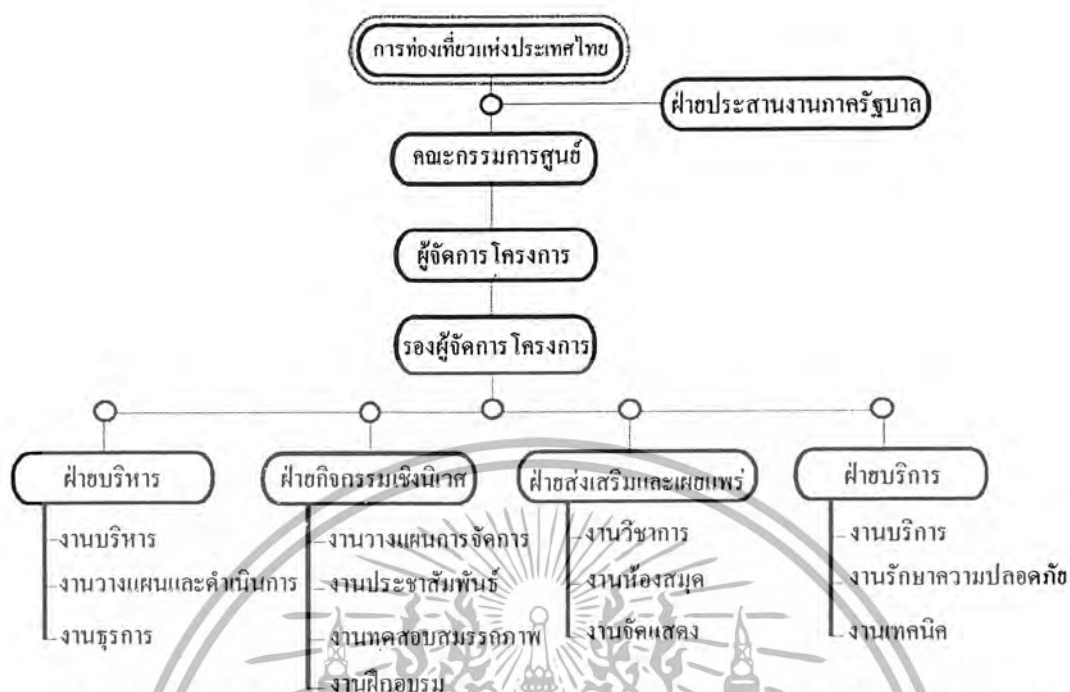 การท่องเที่ยวแห่งประเทศไทย
ฝ่ายประสานงานภาครัฐบาล
คณะกรรมการศูนย์
ผู้จัดการโครงการ
รองผู้จัดการโครงการ
ฝ่ายบริหาร
-งานบริหาร
-งานวางแผนและดำเนินการ
-งานธุรการ
ฝ่ายกิจกรรมเชิงนิเวศ
-งานวางแผนการจัดการ
-งานประชาสัมพันธ์
-งานทดสอบสมรรถภาพ
-งานฝึกอบรม
ฝ่ายส่งเสริมและเผยแพร่
-งานวิชาการ
-งานห้องสมุด
-งานจัดแสดง
ฝ่ายบริการ
-งานบริการ
-งานรักษาความปลอดภัย
-งานเทคนิค